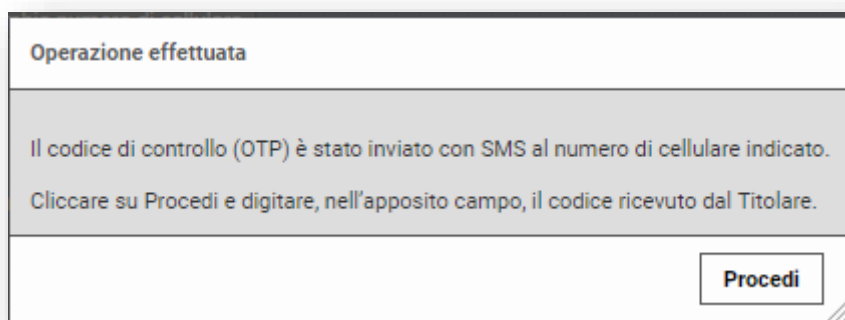 Operazione effettuata
Il codice di controllo (OTP) è stato inviato con SMS al numero di cellulare indicato.
Cliccare su Procedi e digitare, nell'apposito campo, il codice ricevuto dal Titolare.
Procedi